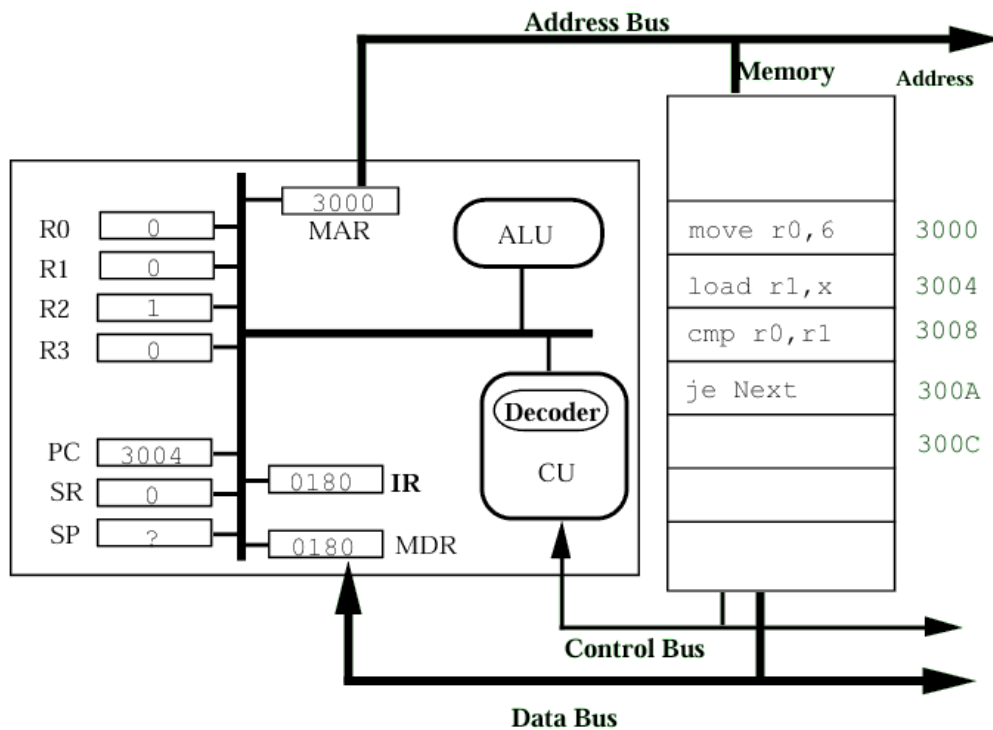 Address Bus
Memory
Address
3000
MAR
R0 0
R1 0
R2 1
R3 0
ALU
move r0,6 3000
load r1,x 3004
cmp r0,r1 3008
je Next 300A
300C
Decoder
CU
PC 3004
SR 0
SP ?
0180 IR
0180 MDR
Control Bus
Data Bus